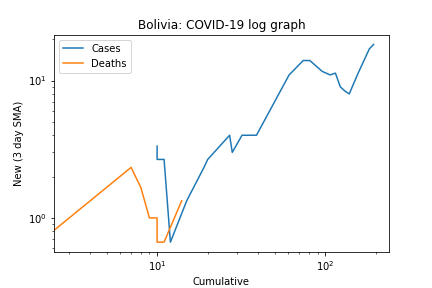 Bolivia: COVID-19 log graph
Cases
Deaths
New (3 day SMA)
10¹
10⁰
10¹
10²
Cumulative